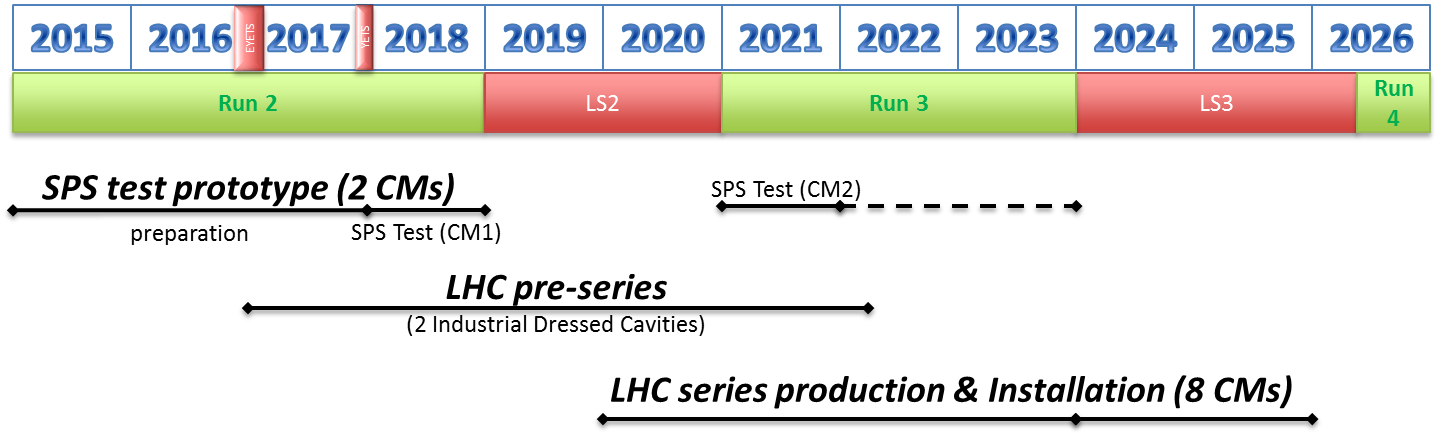 2015 2016 EYETS 2017 YETS 2018 2019 2020 2021 2022 2023 2024 2025 2026
Run 2 LS2 Run 3 LS3 Run
4
SPS test prototype (2 CMs)
SPS Test (CM2)
preparation
SPS Test (CM1)
LHC pre-series
(2 Industrial Dressed Cavities)
LHC series production & Installation (8 CMs)